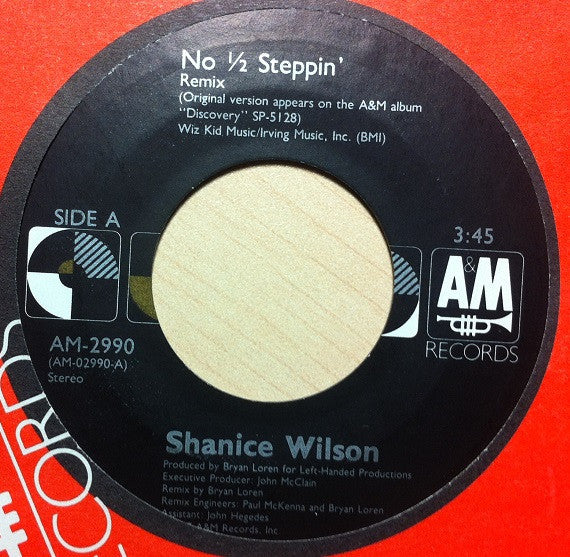 No ½ Steppin'
Remix
(Original version appears on the A&M album
"Discovery" SP-5128)
Wiz Kid Music/Irving Music, Inc. (BMI)
SIDE A
3:45
A&M
RECORDS
AM-2990
(AM-02990-A)
Stereo
Shanice Wilson
Produced by Bryan Loren for Left-Handed Productions
Executive Producer: John McClain
Remix by Bryan Loren
Remix Engineers: Paul McKenna and Bryan Loren
Assistant: John Hegedes
A&M Records, Inc
CORDS